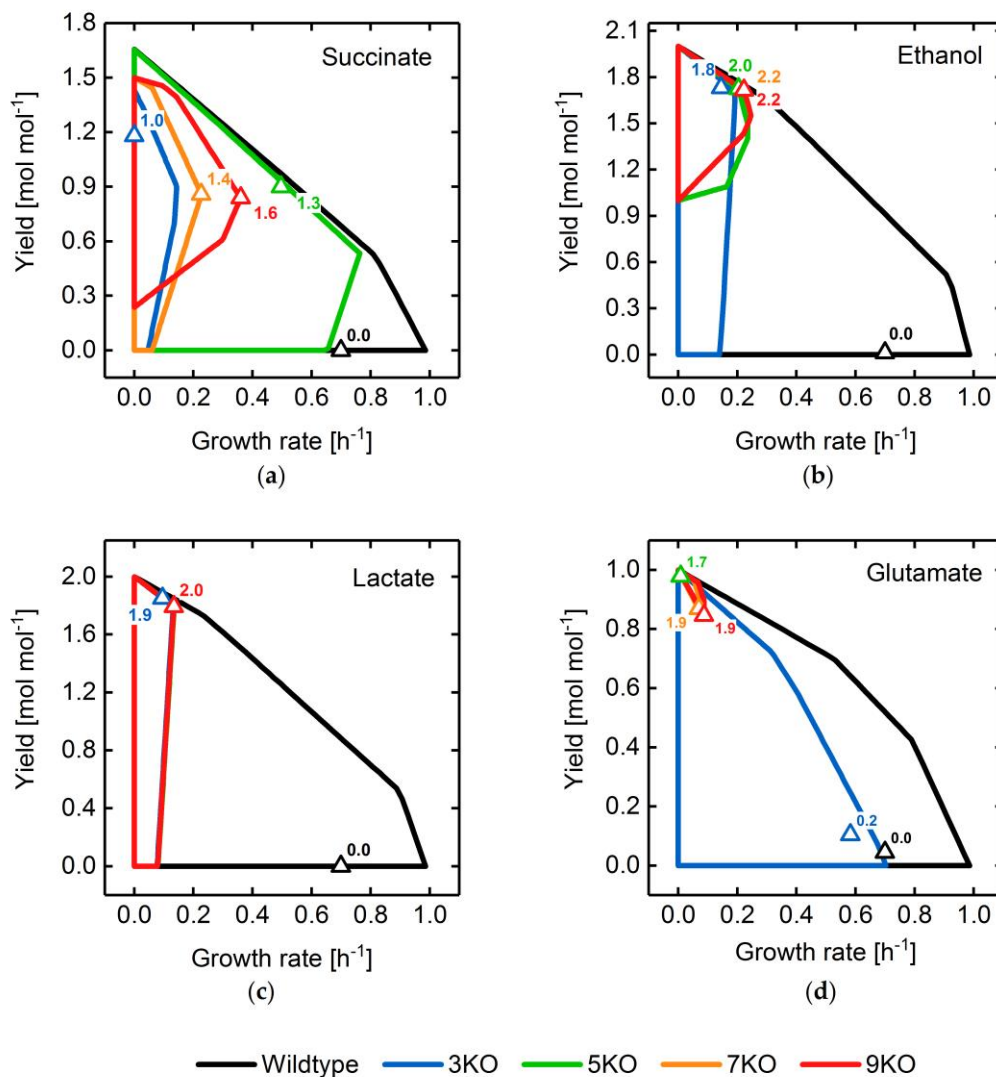 Succinate
Yield [mol mol⁻¹]
1.8
1.5
1.2
0.9
0.6
0.3
0.0
1.0
1.4
1.6
1.3
0.0
0.0 0.2 0.4 0.6 0.8 1.0
Growth rate [h⁻¹]
(a)
Ethanol
Yield [mol mol⁻¹]
2.1
1.8
1.5
1.2
0.9
0.6
0.3
0.0
1.8
2.0
2.2
2.2
0.0
0.0 0.2 0.4 0.6 0.8 1.0
Growth rate [h⁻¹]
(b)
Lactate
Yield [mol mol⁻¹]
2.0
1.6
1.2
0.8
0.4
0.0
1.9
2.0
0.0
0.0 0.2 0.4 0.6 0.8 1.0
Growth rate [h⁻¹]
(c)
Glutamate
Yield [mol mol⁻¹]
1.0
0.8
0.6
0.4
0.2
0.0
1.7
1.9
1.9
0.2
0.0
0.0 0.2 0.4 0.6 0.8 1.0
Growth rate [h⁻¹]
(d)
Wildtype 3KO 5KO 7KO 9KO